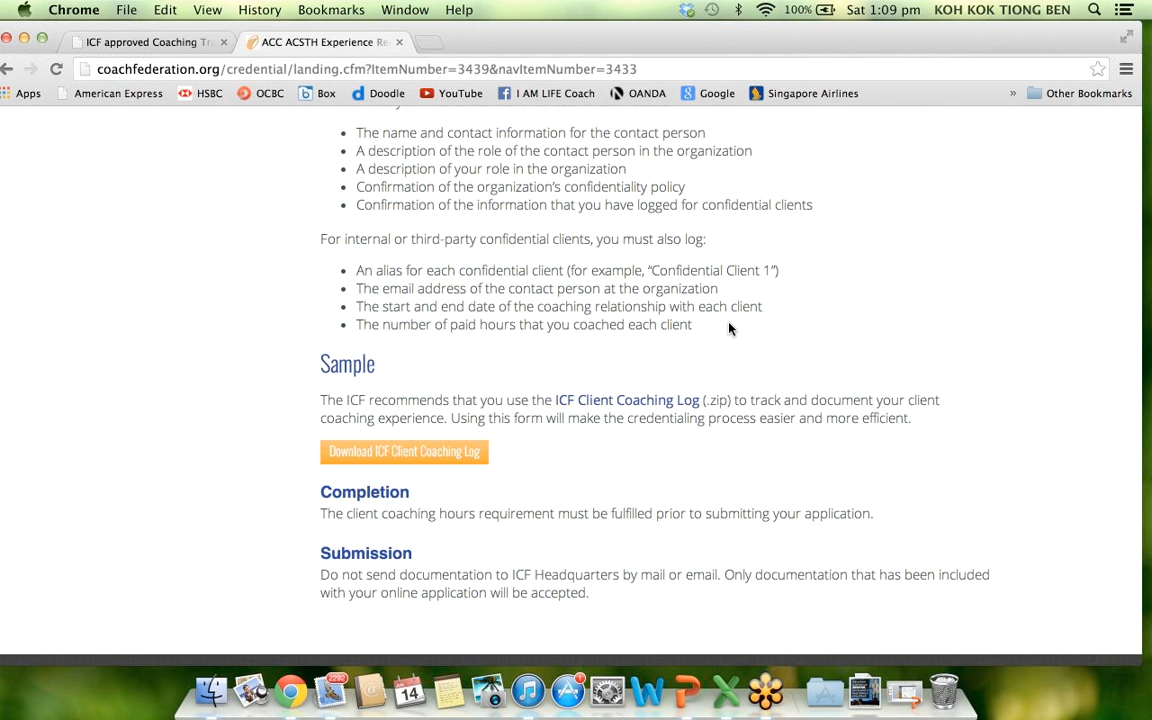 Chrome File Edit View History Bookmarks Window Help 100% Sat 1:09 pm KOH KOK TIONG BEN
ICF approved Coaching Tra ACC ACSTH Experience Re
coachfederation.org/credential/landing.cfm?ItemNumber=3439&navItemNumber=3433
Apps American Express HSBC OCBC Box Doodle YouTube I AM LIFE Coach OANDA Google Singapore Airlines » Other Bookmarks
The name and contact information for the contact person
A description of the role of the contact person in the organization
A description of your role in the organization
Confirmation of the organization's confidentiality policy
Confirmation of the information that you have logged for confidential clients
For internal or third-party confidential clients, you must also log:
An alias for each confidential client (for example, "Confidential Client 1")
The email address of the contact person at the organization
The start and end date of the coaching relationship with each client
The number of paid hours that you coached each client
Sample
The ICF recommends that you use the ICF Client Coaching Log (.zip) to track and document your client
coaching experience. Using this form will make the credentialing process easier and more efficient.
Download ICF Client Coaching Log
Completion
The client coaching hours requirement must be fulfilled prior to submitting your application.
Submission
Do not send documentation to ICF Headquarters by mail or email. Only documentation that has been included
with your online application will be accepted.
2292
14
1